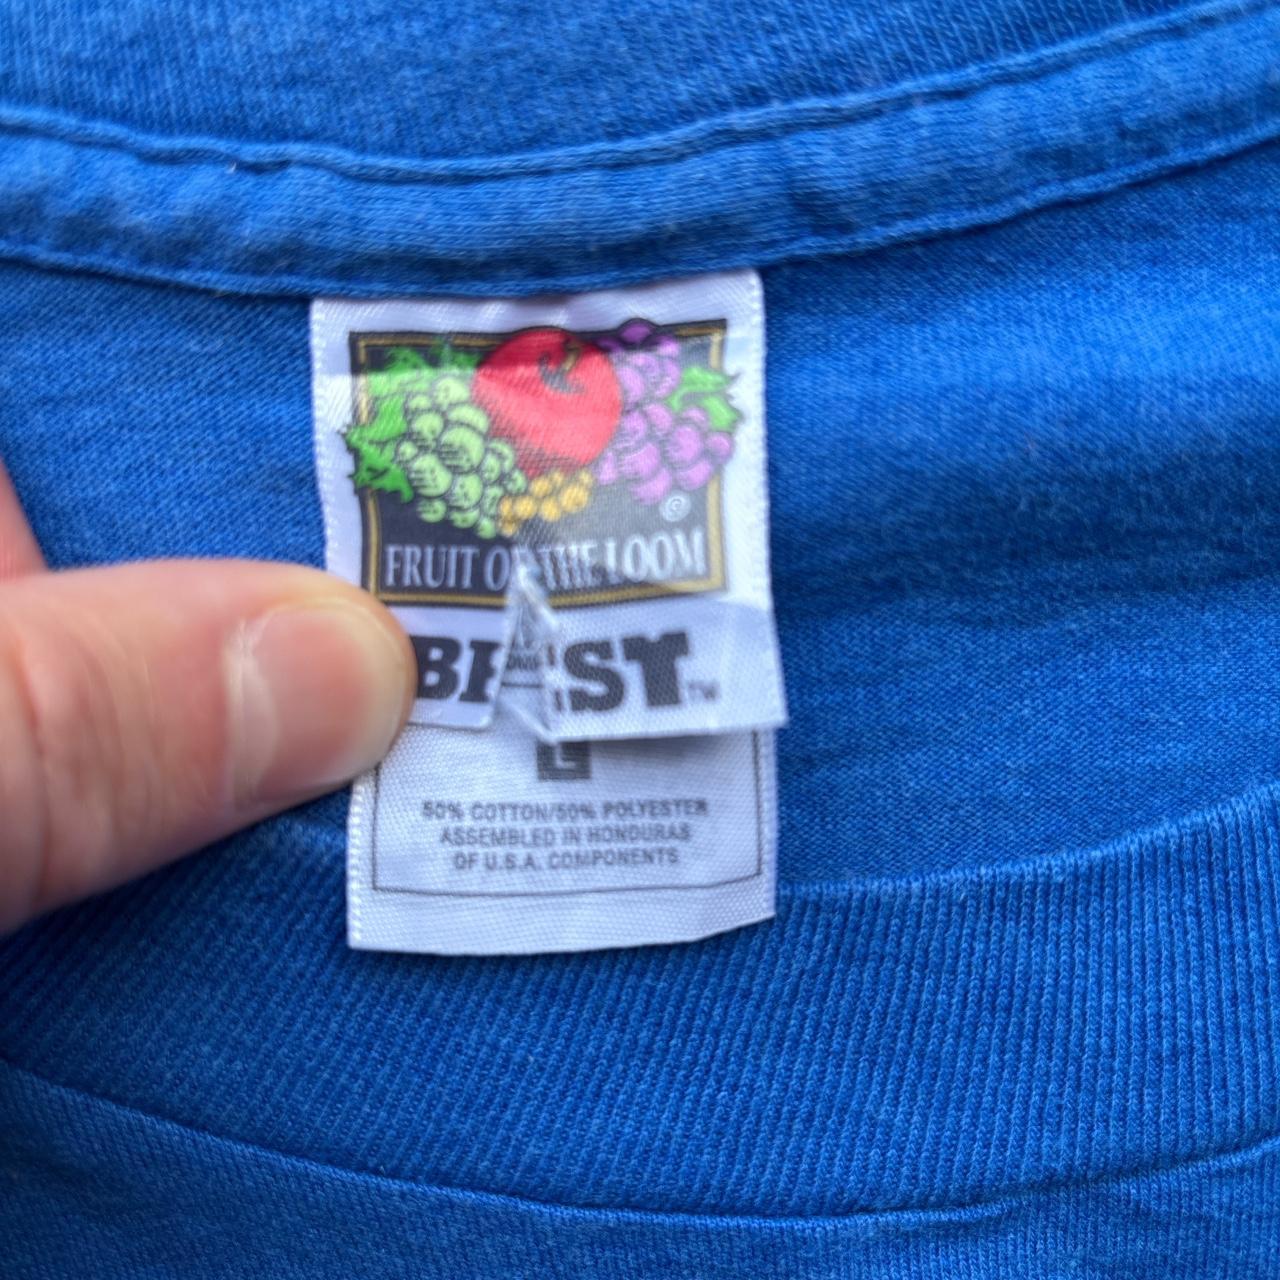 ®
FRUIT OF THE LOOM
BEST™
L
50% COTTON/50% POLYESTER
ASSEMBLED IN HONDURAS
OF U.S.A. COMPONENTS